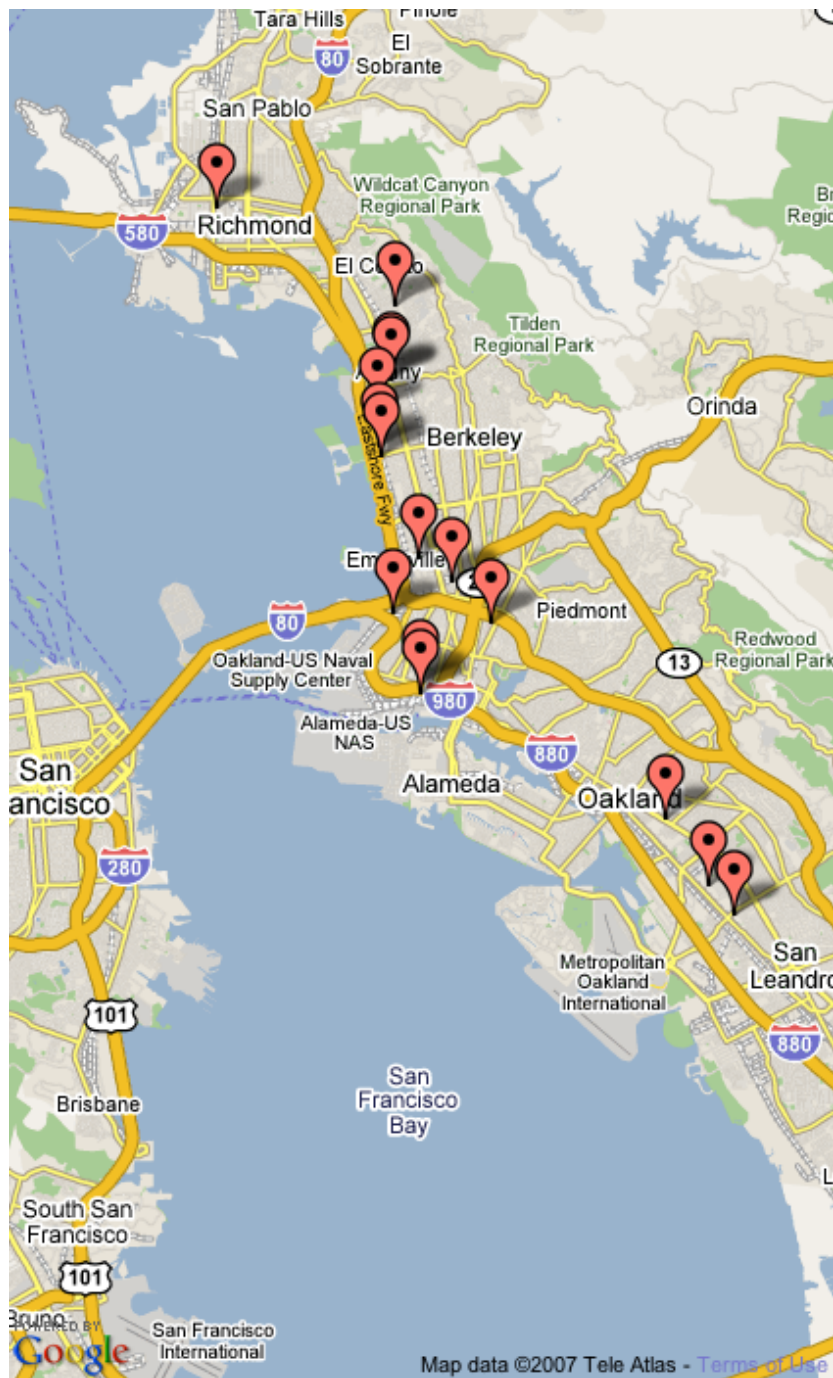 Tara Hills
80
El
Sobrante
San Pablo
Wildcat Canyon
Regional Park
580
Richmond
Tilden
Regional Park
Orinda
Berkeley
Eastshore Fwy
80
Piedmont
Redwood
Regional Park
13
Oakland-US Naval
Supply Center
980
Alameda-US
NAS
880
San
Alameda
Oakland
280
San
Leandro
Metropolitan
Oakland
International
101
880
San
Francisco
Bay
Brisbane
South San
Francisco
101
Bruno
POWERED BY
Google
San Francisco
International
Map data ©2007 Tele Atlas - Terms of Use